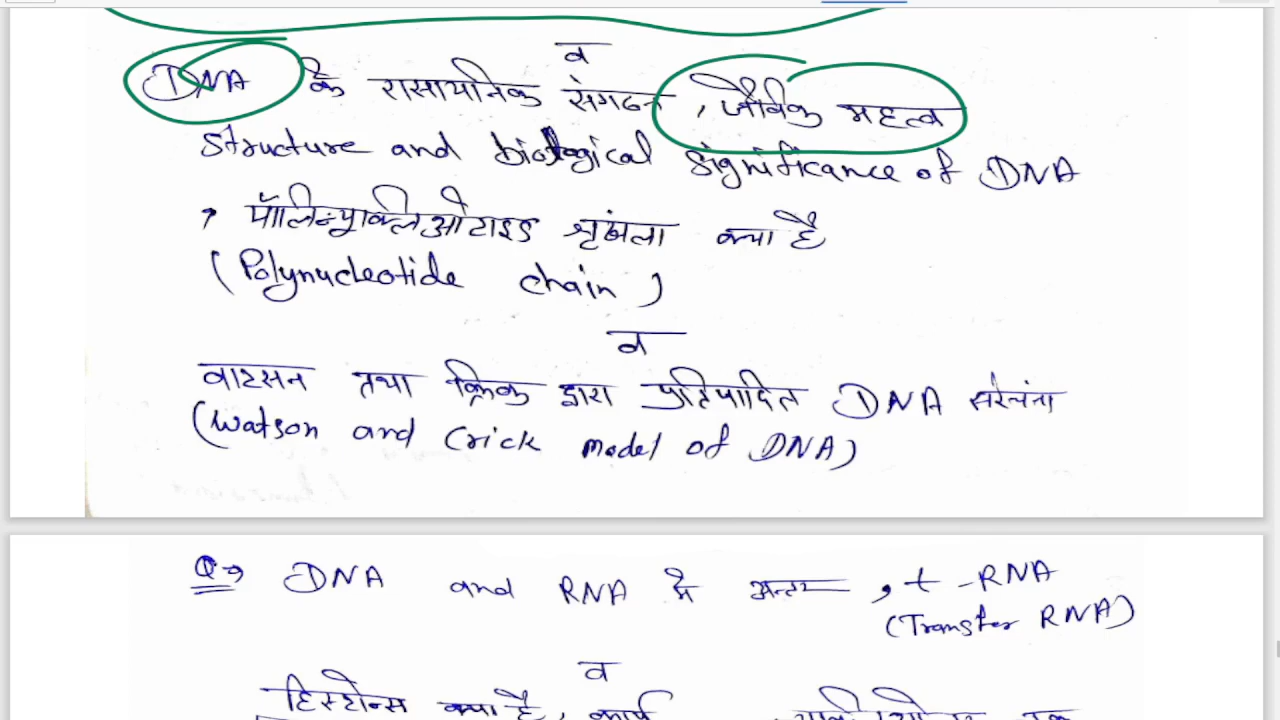 व
DNA के रासायनिक संगठन , जैविक महत्व
Structure and biological significance of DNA
, पॉलिन्यूक्लिओटाइड श्रृंखला क्या है
(Polynucleotide chain)
व
वाटसन तथा क्रिक द्वारा प्रतिपादित DNA संरचंना
(Watson and Crick model of DNA)
Q→ DNA and RNA मे अन्तर , t-RNA
(Transfer RNA)
व
हिस्टोन्स क्या है , कार्य